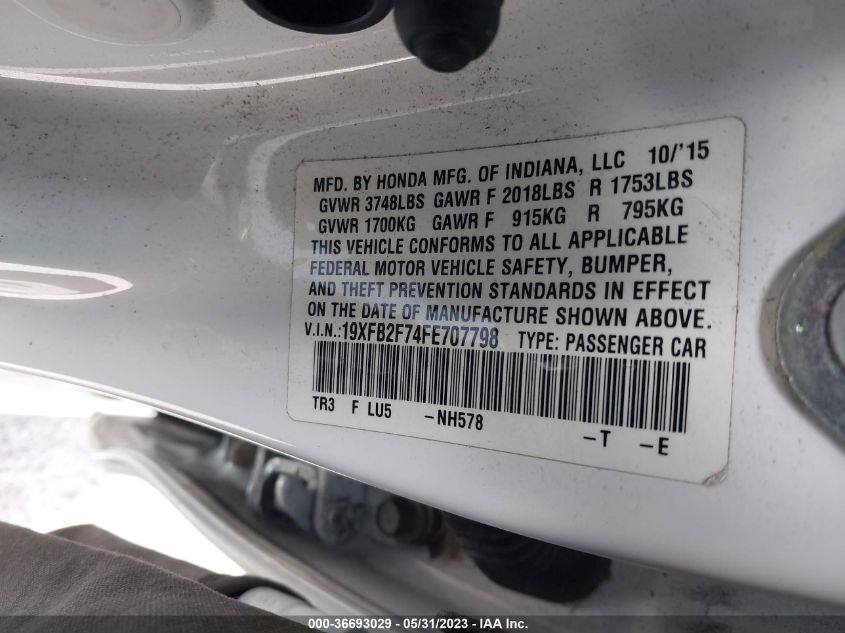 MFD. BY HONDA MFG. OF INDIANA, LLC 10/'15
GVWR 3748LBS GAWR F 2018LBS R 1753LBS
GVWR 1700KG GAWR F 915KG R 795KG
THIS VEHICLE CONFORMS TO ALL APPLICABLE
FEDERAL MOTOR VEHICLE SAFETY, BUMPER,
AND THEFT PREVENTION STANDARDS IN EFFECT
ON THE DATE OF MANUFACTURE SHOWN ABOVE.
V.I.N.:19XFB2F74FE707798 TYPE: PASSENGER CAR
TR3 F LU5 -NH578 -T -E
000-36693029 - 05/31/2023 - IAA Inc.